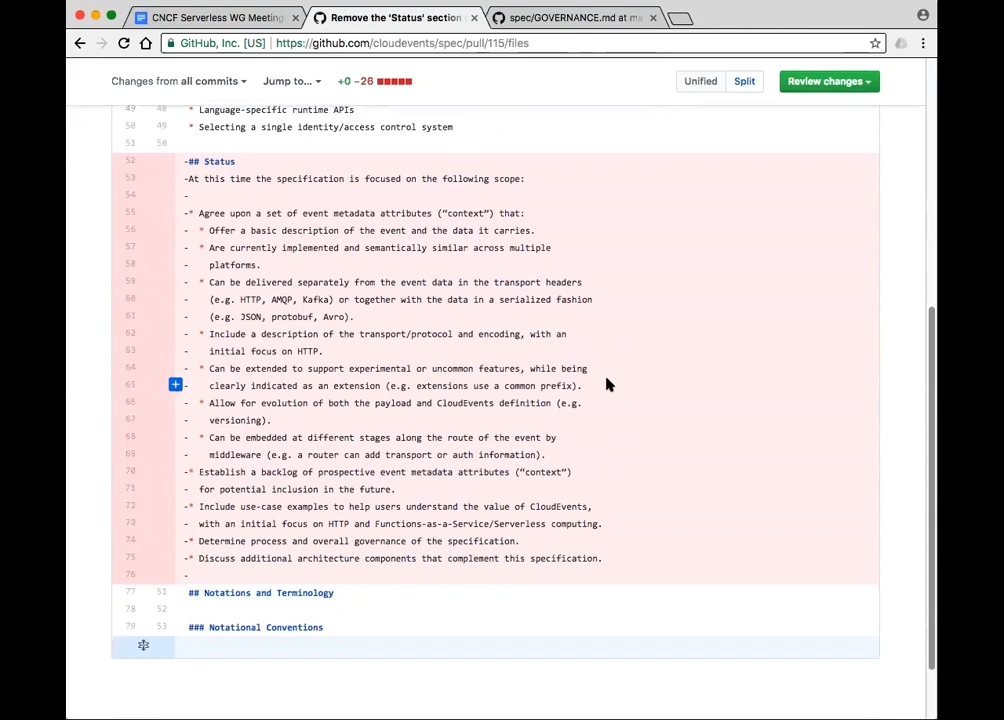 CNCF Serverless WG Meeting
Remove the 'Status' section
spec/GOVERNANCE.md at m
GitHub, Inc. [US] https://github.com/cloudevents/spec/pull/115/files
Changes from all commits Jump to... +0 −26
Unified Split Review changes
49 48 * Language-specific runtime APIs
50 49 * Selecting a single identity/access control system
51 50
52 -## Status
53 -At this time the specification is focused on the following scope:
54 -
55 -* Agree upon a set of event metadata attributes (“context”) that:
56 - * Offer a basic description of the event and the data it carries.
57 - * Are currently implemented and semantically similar across multiple
58 - platforms.
59 - * Can be delivered separately from the event data in the transport headers
60 - (e.g. HTTP, AMQP, Kafka) or together with the data in a serialized fashion
61 - (e.g. JSON, protobuf, Avro).
62 - * Include a description of the transport/protocol and encoding, with an
63 - initial focus on HTTP.
64 - * Can be extended to support experimental or uncommon features, while being
65 - clearly indicated as an extension (e.g. extensions use a common prefix).
66 - * Allow for evolution of both the payload and CloudEvents definition (e.g.
67 - versioning).
68 - * Can be embedded at different stages along the route of the event by
69 - middleware (e.g. a router can add transport or auth information).
70 -* Establish a backlog of prospective event metadata attributes (“context”)
71 - for potential inclusion in the future.
72 -* Include use-case examples to help users understand the value of CloudEvents,
73 - with an initial focus on HTTP and Functions-as-a-Service/Serverless computing.
74 -* Determine process and overall governance of the specification.
75 -* Discuss additional architecture components that complement this specification.
76 -
77 51 ## Notations and Terminology
78 52
79 53 ### Notational Conventions